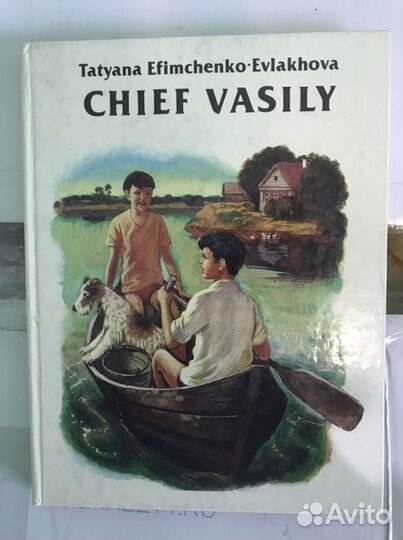 Tatyana Efimchenko-Evlakhova
CHIEF VASILY
Avito